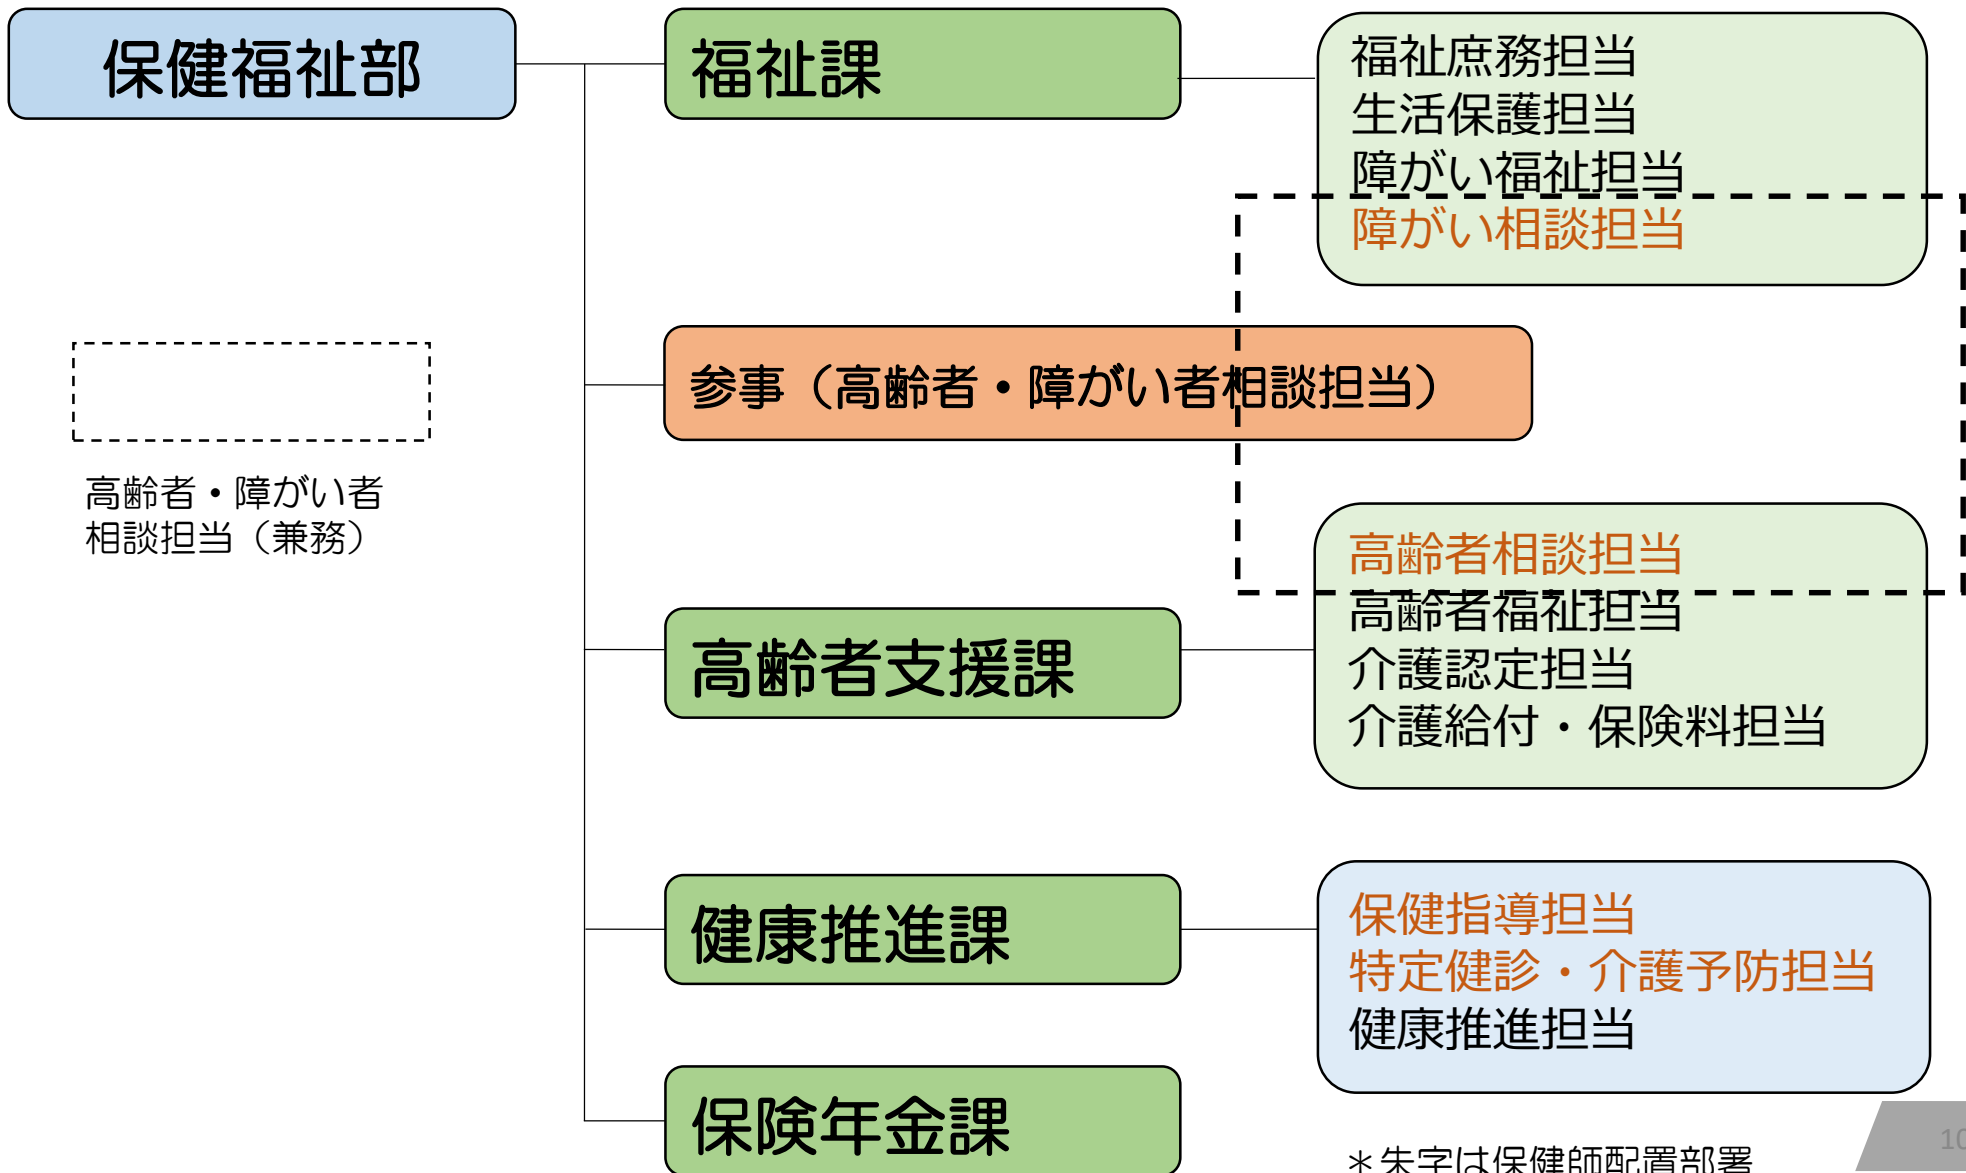 保健福祉部
福祉課
福祉庶務担当
生活保護担当
障がい福祉担当
障がい相談担当
参事（高齢者・障がい者相談担当）
高齢者・障がい者
相談担当（兼務）
高齢者支援課
高齢者相談担当
高齢者福祉担当
介護認定担当
介護給付・保険料担当
健康推進課
保健指導担当
特定健診・介護予防担当
健康推進担当
保険年金課
＊朱字は保健師配置部署
10